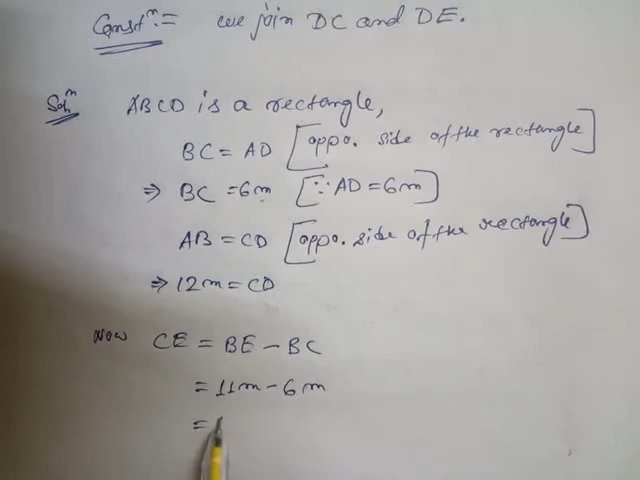 Constⁿ:= we join DC and DE.
Solⁿ ABCD is a rectangle,
BC = AD [oppo. side of the rectangle]
⇒ BC = 6m [∵ AD = 6m]
AB = CD [oppo. side of the rectangle]
⇒ 12m = CD
Now CE = BE - BC
= 11m - 6m
=